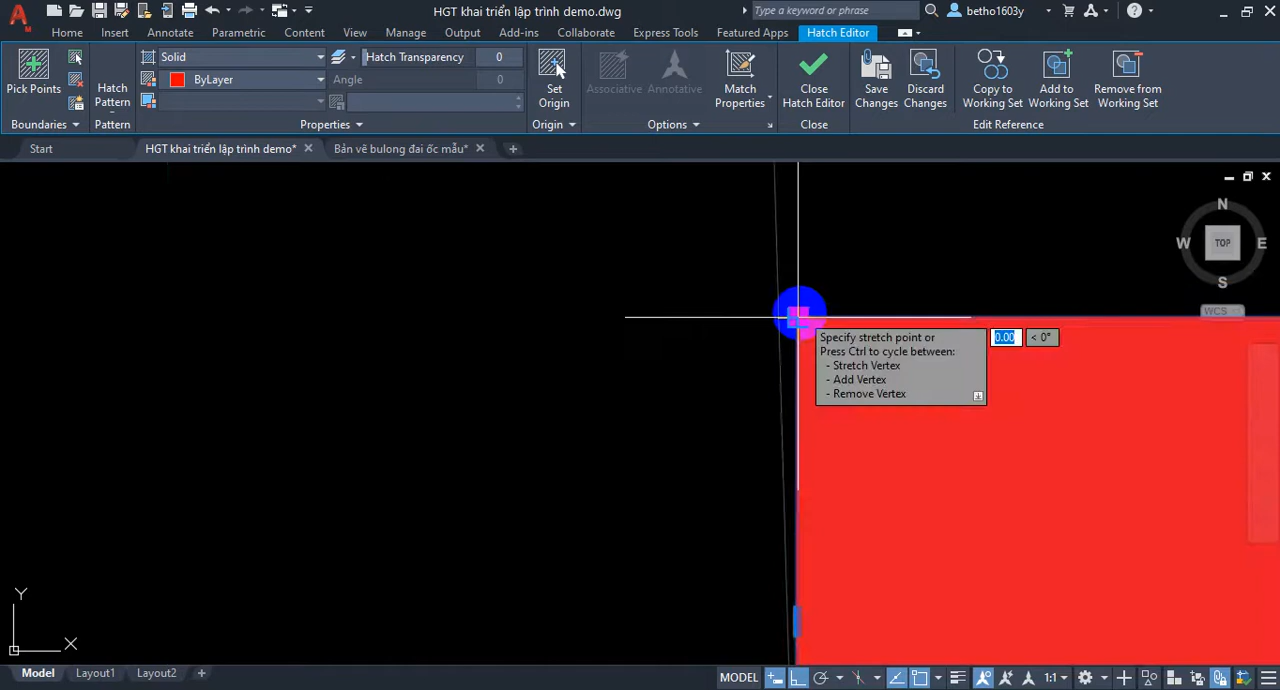 HGT khai triển lập trình demo.dwg
Type a keyword or phrase
betho1603y
Home Insert Annotate Parametric Content View Manage Output Add-ins Collaborate Express Tools Featured Apps Hatch Editor
Pick Points
Hatch Pattern
Solid
ByLayer
Hatch Transparency 0
Angle 0
Set Origin
Associative
Annotative
Match Properties
Close Hatch Editor
Save Changes
Discard Changes
Copy to Working Set
Add to Working Set
Remove from Working Set
Boundaries Pattern Properties Origin Options Close Edit Reference
Start HGT khai triển lập trình demo* Bản vẽ bulong đai ốc mẫu*
N
W TOP E
S
WCS
Specify stretch point or
Press Ctrl to cycle between:
- Stretch Vertex
- Add Vertex
- Remove Vertex
0.00 < 0°
Y
X
Model Layout1 Layout2 MODEL 1:1